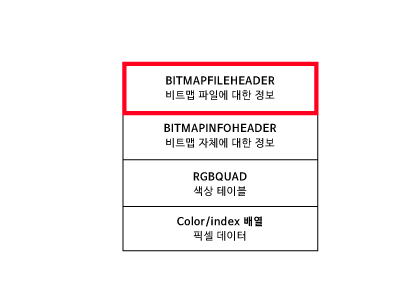 BITMAPFILEHEADER
비트맵 파일에 대한 정보
BITMAPINFOHEADER
비트맵 자체에 대한 정보
RGBQUAD
색상 테이블
Color/index 배열
픽셀 데이터